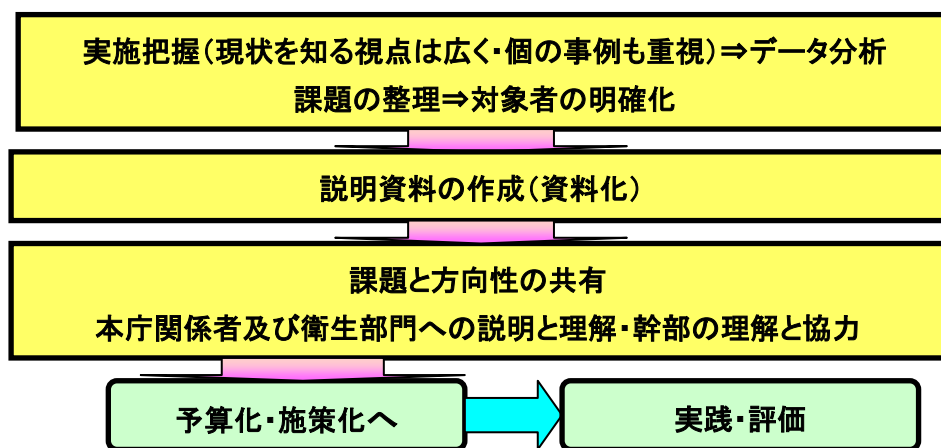 実施把握(現状を知る視点は広く・個の事例も重視)⇒データ分析
課題の整理⇒対象者の明確化
説明資料の作成(資料化)
課題と方向性の共有
本庁関係者及び衛生部門への説明と理解・幹部の理解と協力
予算化・施策化へ
実践・評価